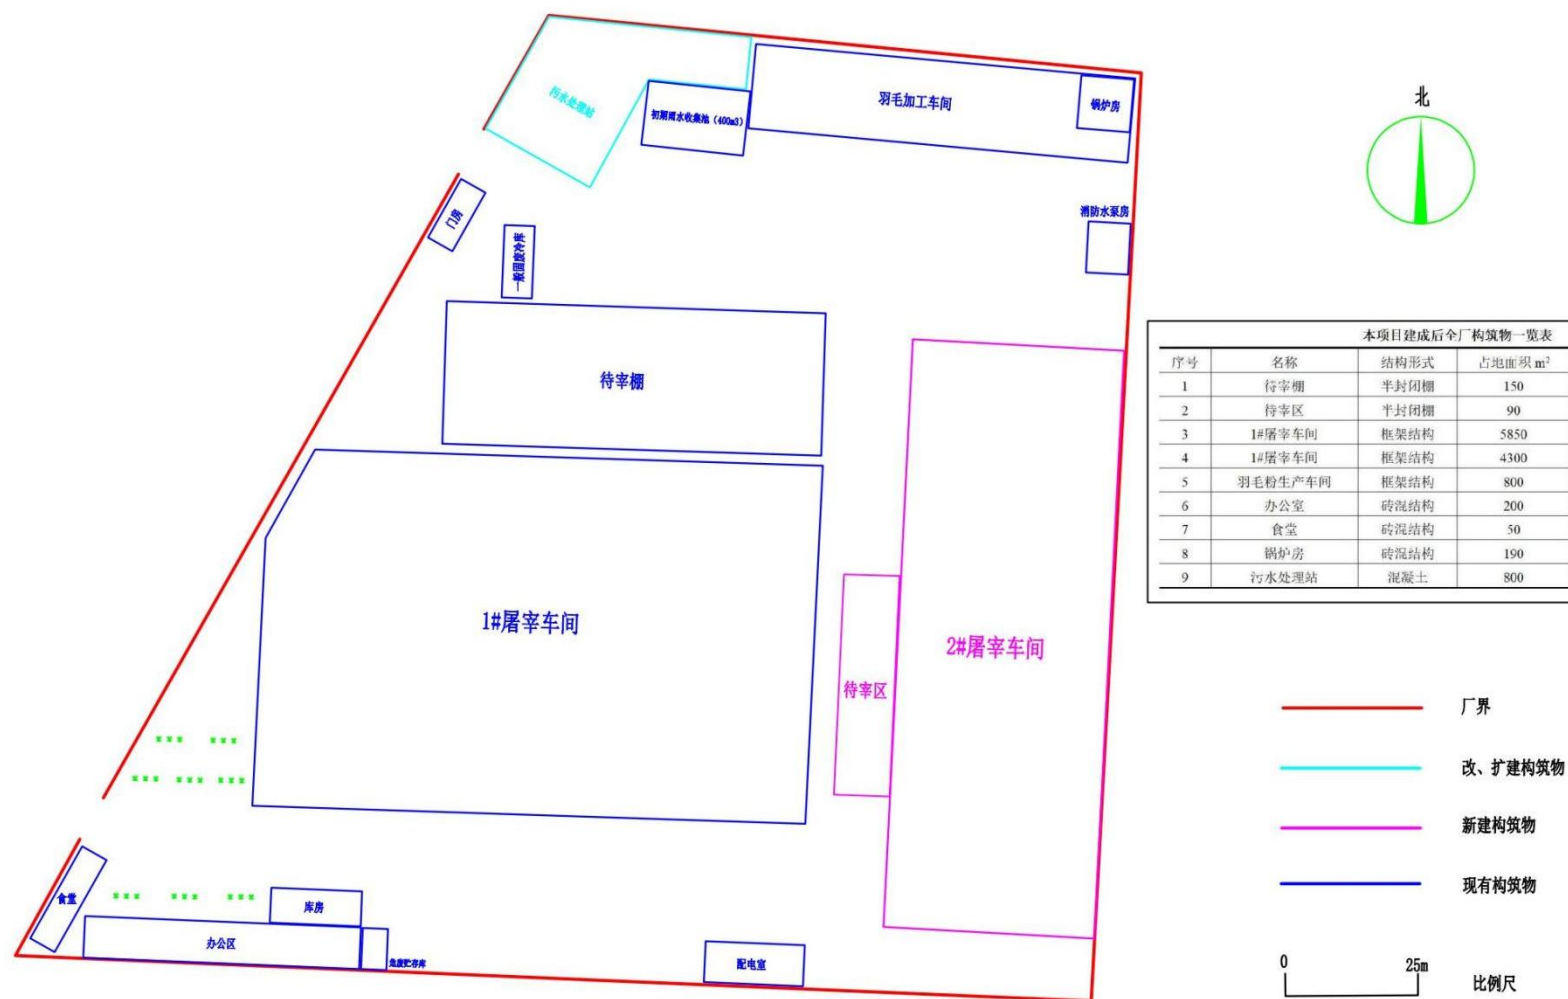 北
污水处理站
初期雨水收集池（400m3）
羽毛加工车间
锅炉房
门房
一般固废冷库
消防水泵房
待宰棚
1#屠宰车间
待宰区
2#屠宰车间
食堂
库房
办公区
危废贮存库
配电室
本项目建成后全厂构筑物一览表
序号 名称 结构形式 占地面积 m²
1 待宰棚 半封闭棚 150
2 待宰区 半封闭棚 90
3 1#屠宰车间 框架结构 5850
4 1#屠宰车间 框架结构 4300
5 羽毛粉生产车间 框架结构 800
6 办公室 砖混结构 200
7 食堂 砖混结构 50
8 锅炉房 砖混结构 190
9 污水处理站 混凝土 800
厂界
改、扩建构筑物
新建构筑物
现有构筑物
0 25m
比例尺